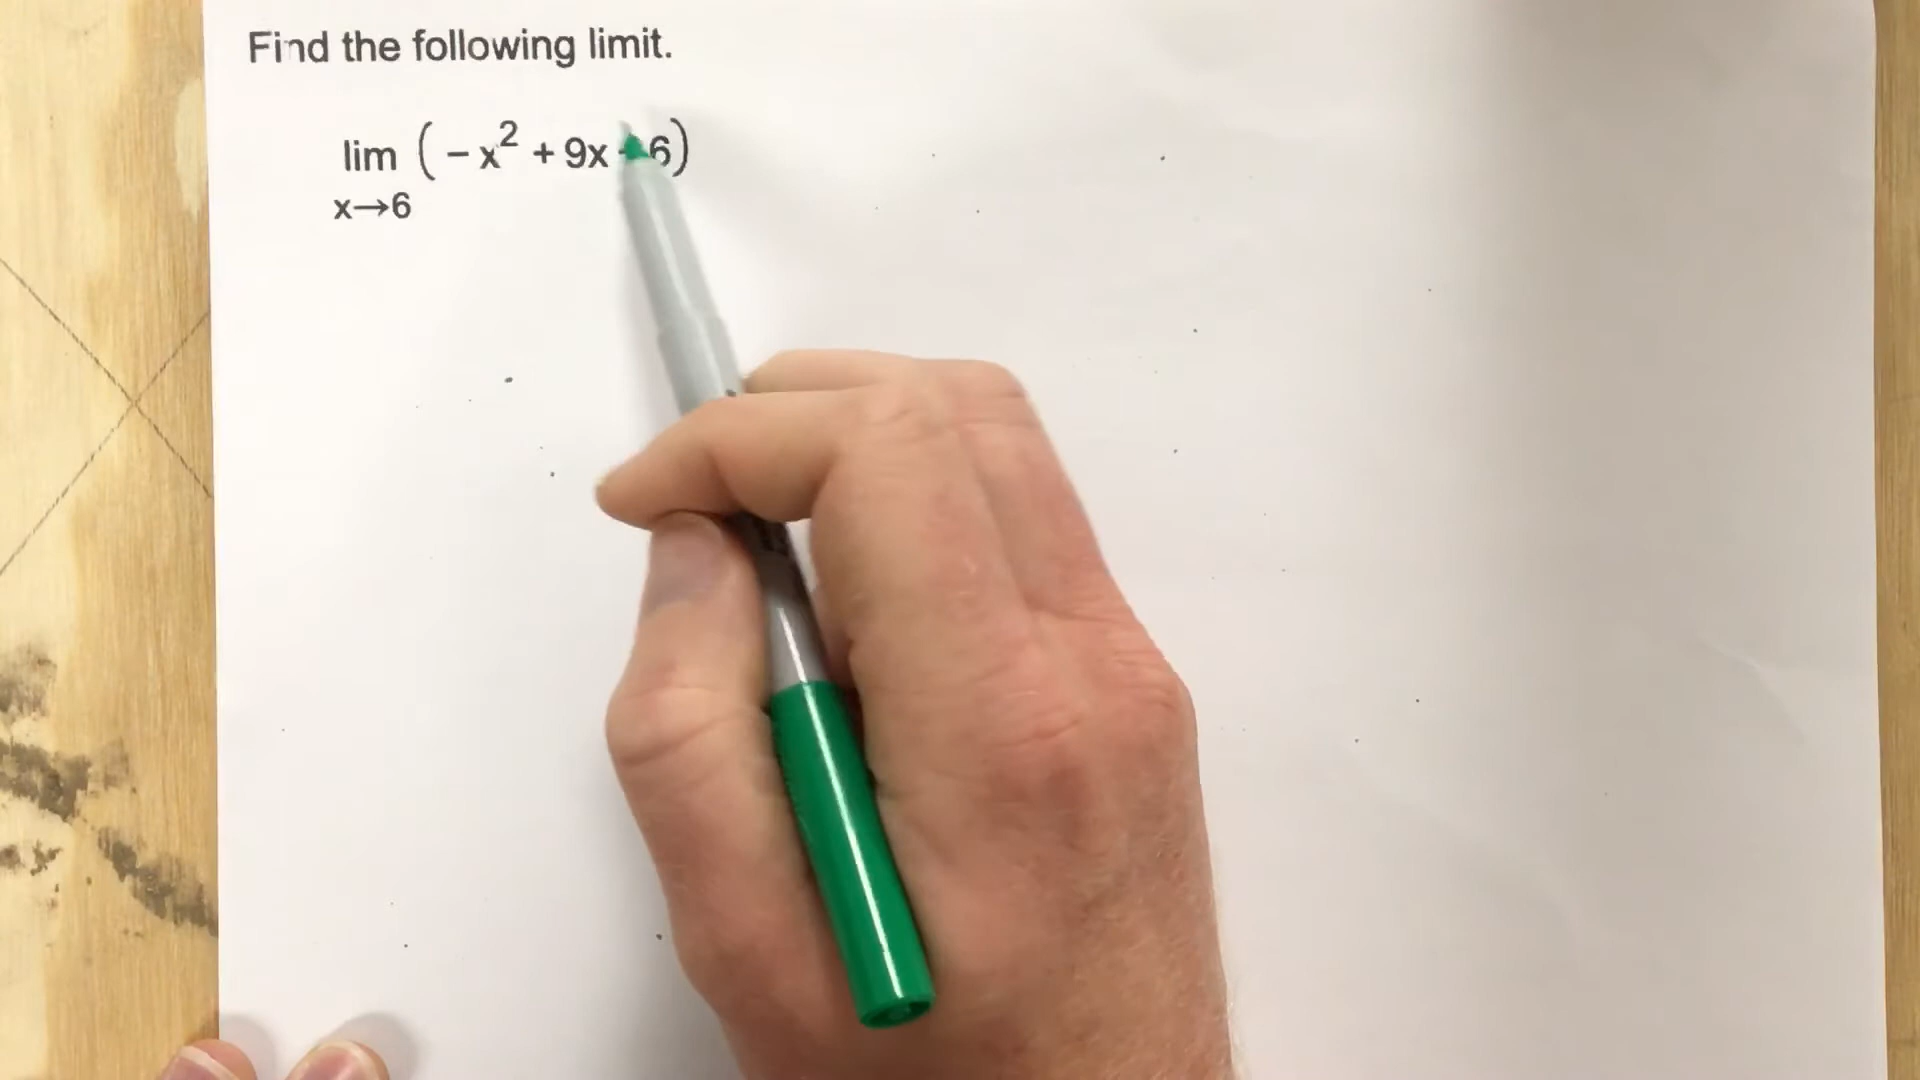 Find the following limit.
lim (-x² + 9x 6)
x→6